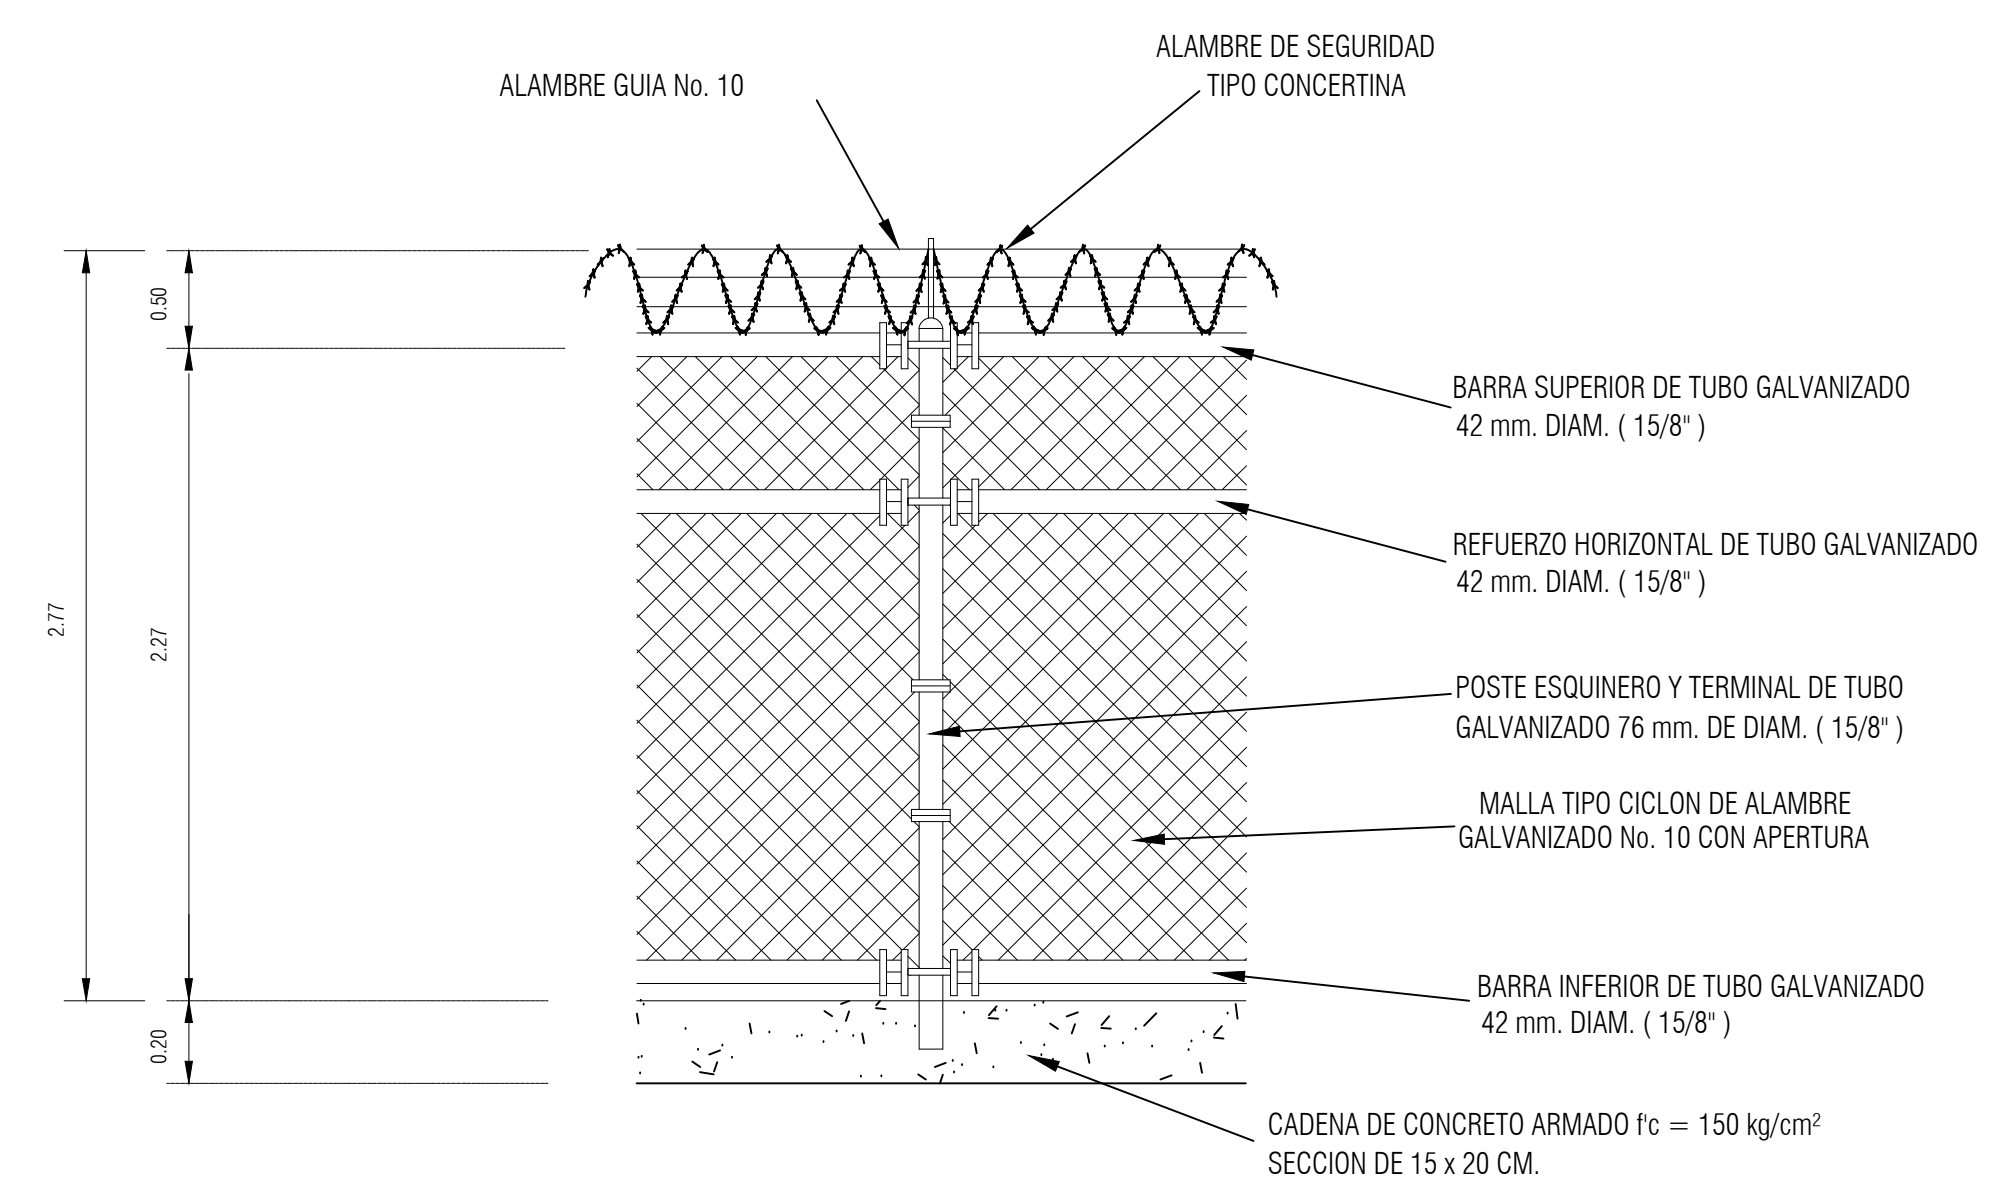 ALAMBRE DE SEGURIDAD
TIPO CONCERTINA
ALAMBRE GUIA No. 10
0.50
2.77
2.27
0.20
BARRA SUPERIOR DE TUBO GALVANIZADO
42 mm. DIAM. ( 15/8" )
REFUERZO HORIZONTAL DE TUBO GALVANIZADO
42 mm. DIAM. ( 15/8" )
POSTE ESQUINERO Y TERMINAL DE TUBO
GALVANIZADO 76 mm. DE DIAM. ( 15/8" )
MALLA TIPO CICLON DE ALAMBRE
GALVANIZADO No. 10 CON APERTURA
BARRA INFERIOR DE TUBO GALVANIZADO
42 mm. DIAM. ( 15/8" )
CADENA DE CONCRETO ARMADO f'c = 150 kg/cm²
SECCION DE 15 x 20 CM.